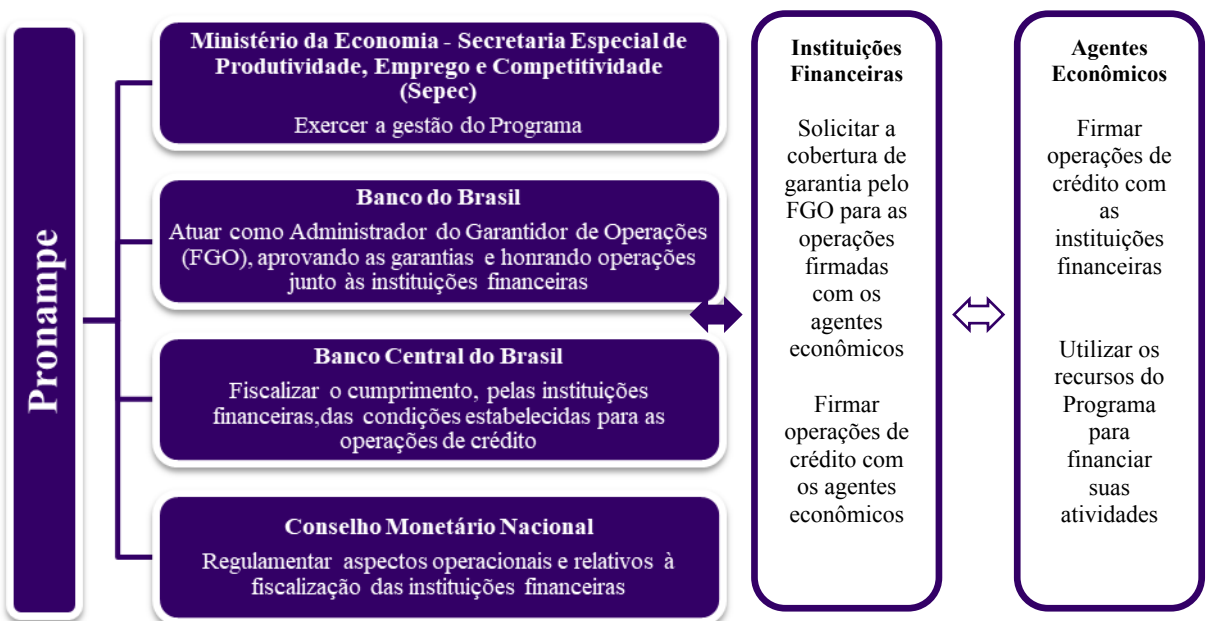 Pronampe
Ministério da Economia - Secretaria Especial de
Produtividade, Emprego e Competitividade
(Sepec)
Exercer a gestão do Programa
Banco do Brasil
Atuar como Administrador do Garantidor de Operações
(FGO), aprovando as garantias e honrando operações
junto às instituições financeiras
Banco Central do Brasil
Fiscalizar o cumprimento, pelas instituições
financeiras,das condições estabelecidas para as
operações de crédito
Conselho Monetário Nacional
Regulamentar aspectos operacionais e relativos à
fiscalização das instituições financeiras
Instituições
Financeiras
Solicitar a
cobertura de
garantia pelo
FGO para as
operações
firmadas
com os
agentes
econômicos
Firmar
operações de
crédito com
os agentes
econômicos
Agentes
Econômicos
Firmar
operações de
crédito com
as
instituições
financeiras
Utilizar os
recursos do
Programa
para
financiar
suas
atividades